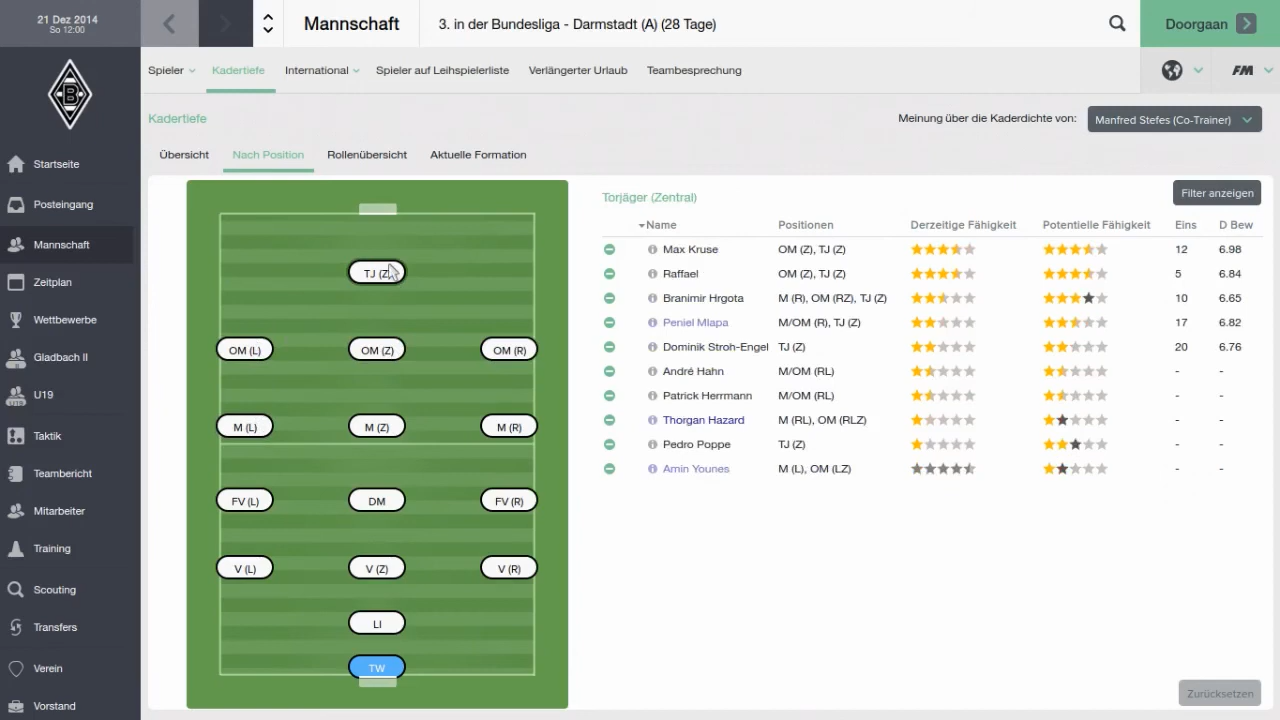 21 Dez 2014
So 12:00
Mannschaft
3. in der Bundesliga - Darmstadt (A) (28 Tage)
Doorgaan
Spieler
Kadertiefe
International
Spieler auf Leihspielerliste
Verlängerter Urlaub
Teambesprechung
FM
B
Kadertiefe
Meinung über die Kaderdichte von:
Manfred Stefes (Co-Trainer)
Übersicht
Nach Position
Rollenübersicht
Aktuelle Formation
Startseite
Posteingang
Mannschaft
Zeitplan
Wettbewerbe
Gladbach II
U19
Taktik
Teambericht
Mitarbeiter
Training
Scouting
Transfers
Verein
Vorstand
TJ (Z)
OM (L)
OM (Z)
OM (R)
M (L)
M (Z)
M (R)
FV (L)
DM
FV (R)
V (L)
V (Z)
V (R)
LI
TW
Torjäger (Zentral)
Filter anzeigen
Name Positionen Derzeitige Fähigkeit Potentielle Fähigkeit Eins D Bew
Max Kruse OM (Z), TJ (Z) 12 6.98
Raffael OM (Z), TJ (Z) 5 6.84
Branimir Hrgota M (R), OM (RZ), TJ (Z) 10 6.65
Peniel Mlapa M/OM (R), TJ (Z) 17 6.82
Dominik Stroh-Engel TJ (Z) 20 6.76
André Hahn M/OM (RL) - -
Patrick Herrmann M/OM (RL) - -
Thorgan Hazard M (RL), OM (RLZ) - -
Pedro Poppe TJ (Z) - -
Amin Younes M (L), OM (LZ) - -
Zurücksetzen